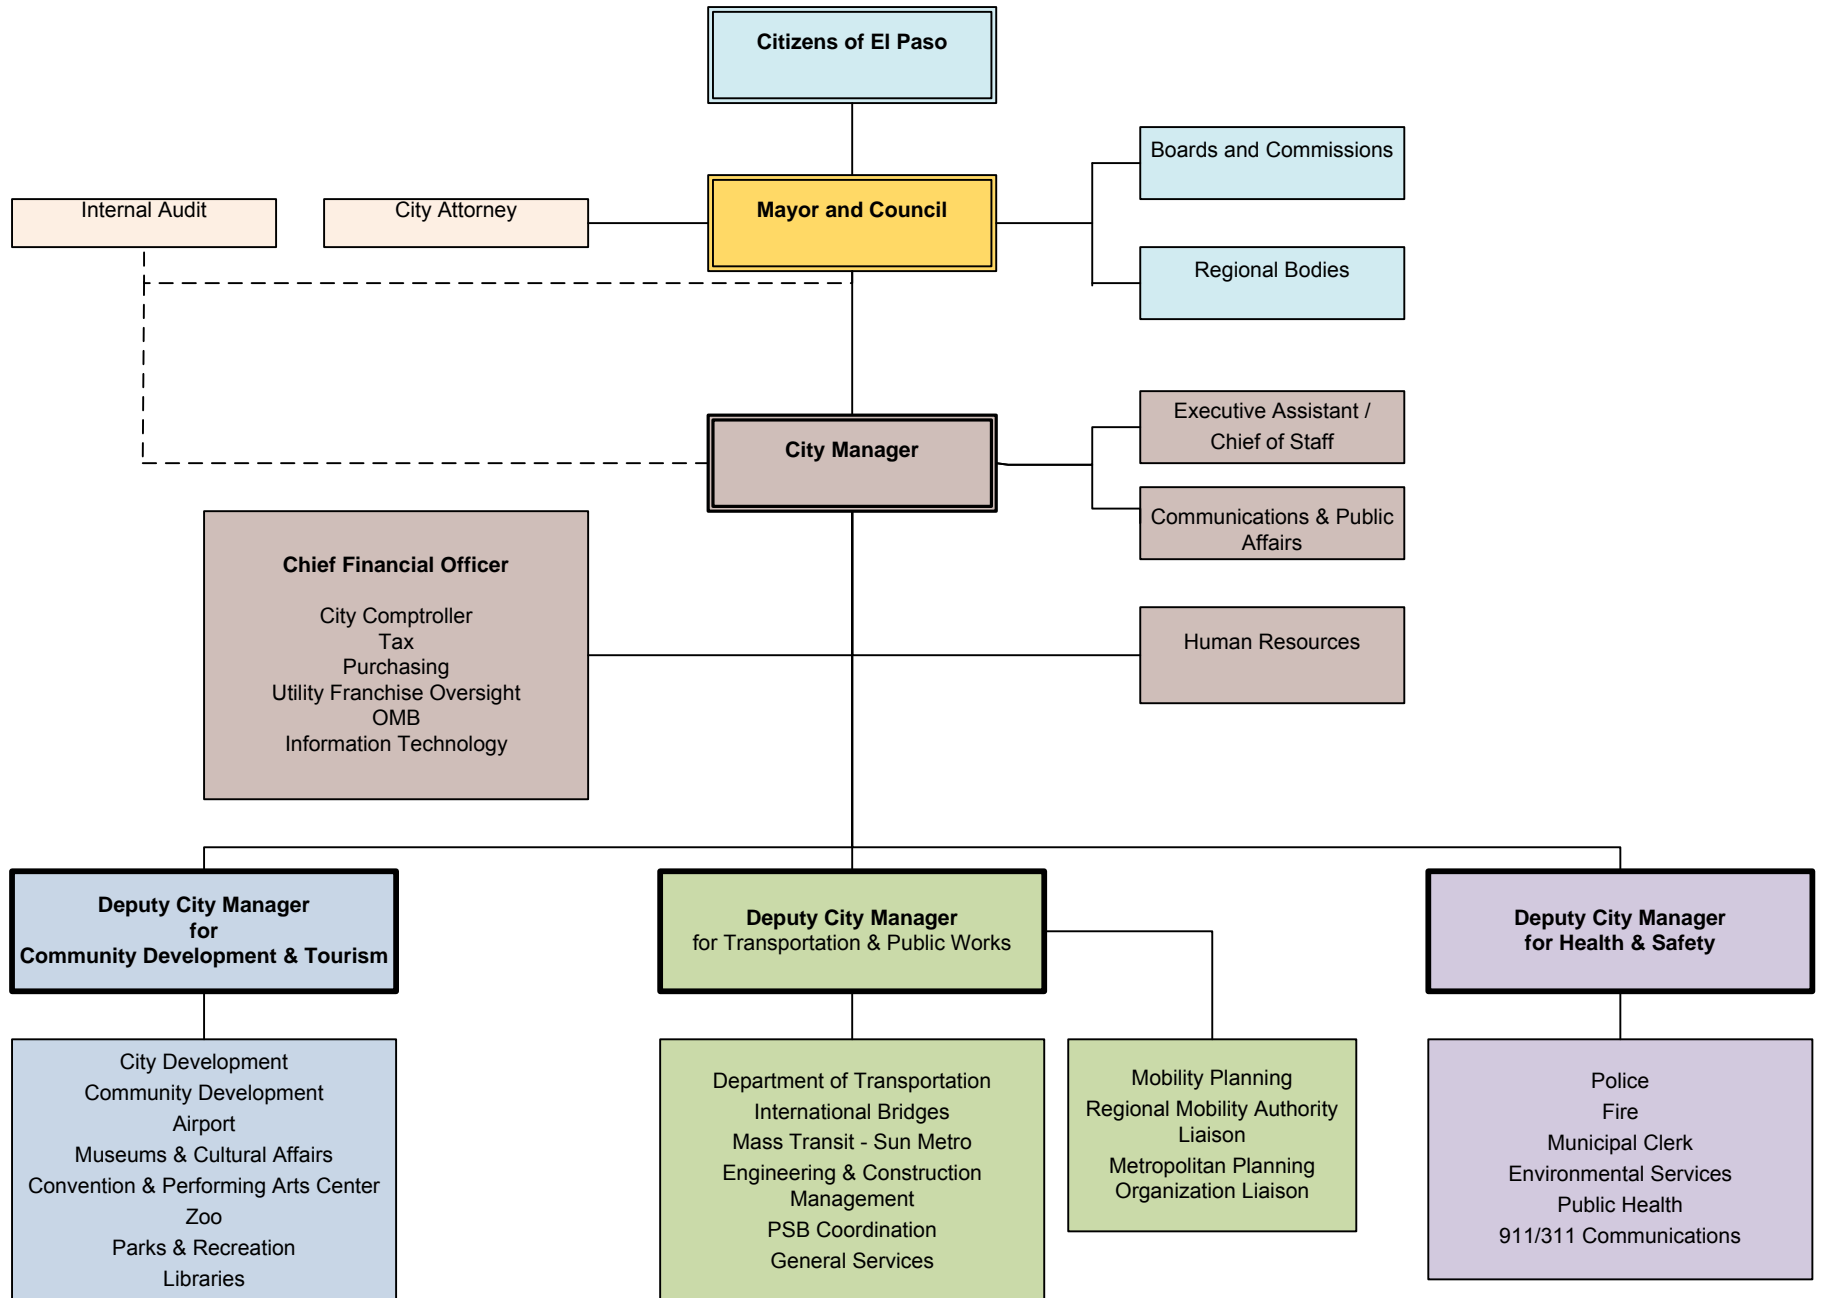 Citizens of El Paso
Boards and Commissions
Internal Audit
City Attorney
Mayor and Council
Regional Bodies
Executive Assistant /
Chief of Staff
City Manager
Communications & Public
Affairs
Chief Financial Officer
City Comptroller
Tax
Purchasing
Utility Franchise Oversight
OMB
Information Technology
Human Resources
Deputy City Manager
for
Community Development & Tourism
Deputy City Manager
for Transportation & Public Works
Deputy City Manager
for Health & Safety
City Development
Community Development
Airport
Museums & Cultural Affairs
Convention & Performing Arts Center
Zoo
Parks & Recreation
Libraries
Department of Transportation
International Bridges
Mass Transit - Sun Metro
Engineering & Construction
Management
PSB Coordination
General Services
Mobility Planning
Regional Mobility Authority
Liaison
Metropolitan Planning
Organization Liaison
Police
Fire
Municipal Clerk
Environmental Services
Public Health
911/311 Communications